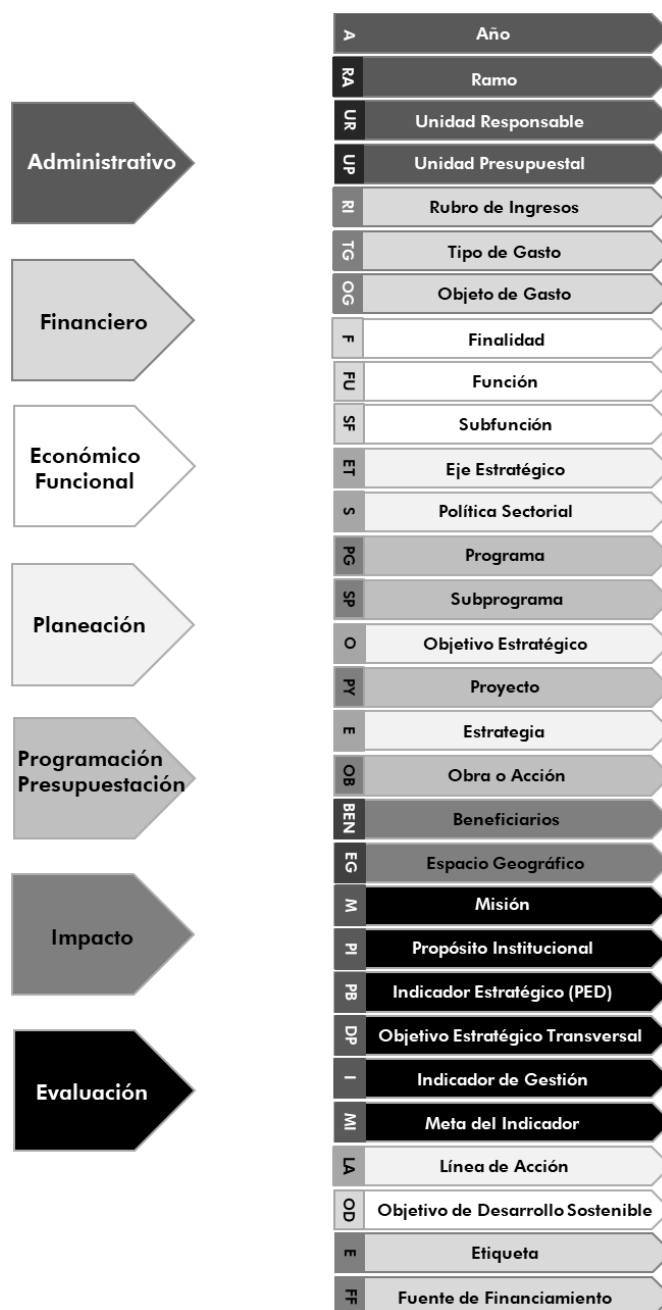 Administrativo
Financiero
Económico
Funcional
Planeación
Programación
Presupuestación
Impacto
Evaluación
A Año
RA Ramo
UR Unidad Responsable
UP Unidad Presupuestal
RI Rubro de Ingresos
TG Tipo de Gasto
OG Objeto de Gasto
F Finalidad
FU Función
SF Subfunción
ET Eje Estratégico
S Política Sectorial
PG Programa
SP Subprograma
O Objetivo Estratégico
PY Proyecto
E Estrategia
OB Obra o Acción
BEN Beneficiarios
EG Espacio Geográfico
M Misión
PI Propósito Institucional
PB Indicador Estratégico (PED)
DP Objetivo Estratégico Transversal
I Indicador de Gestión
MI Meta del Indicador
LA Línea de Acción
OD Objetivo de Desarrollo Sostenible
E Etiqueta
FF Fuente de Financiamiento